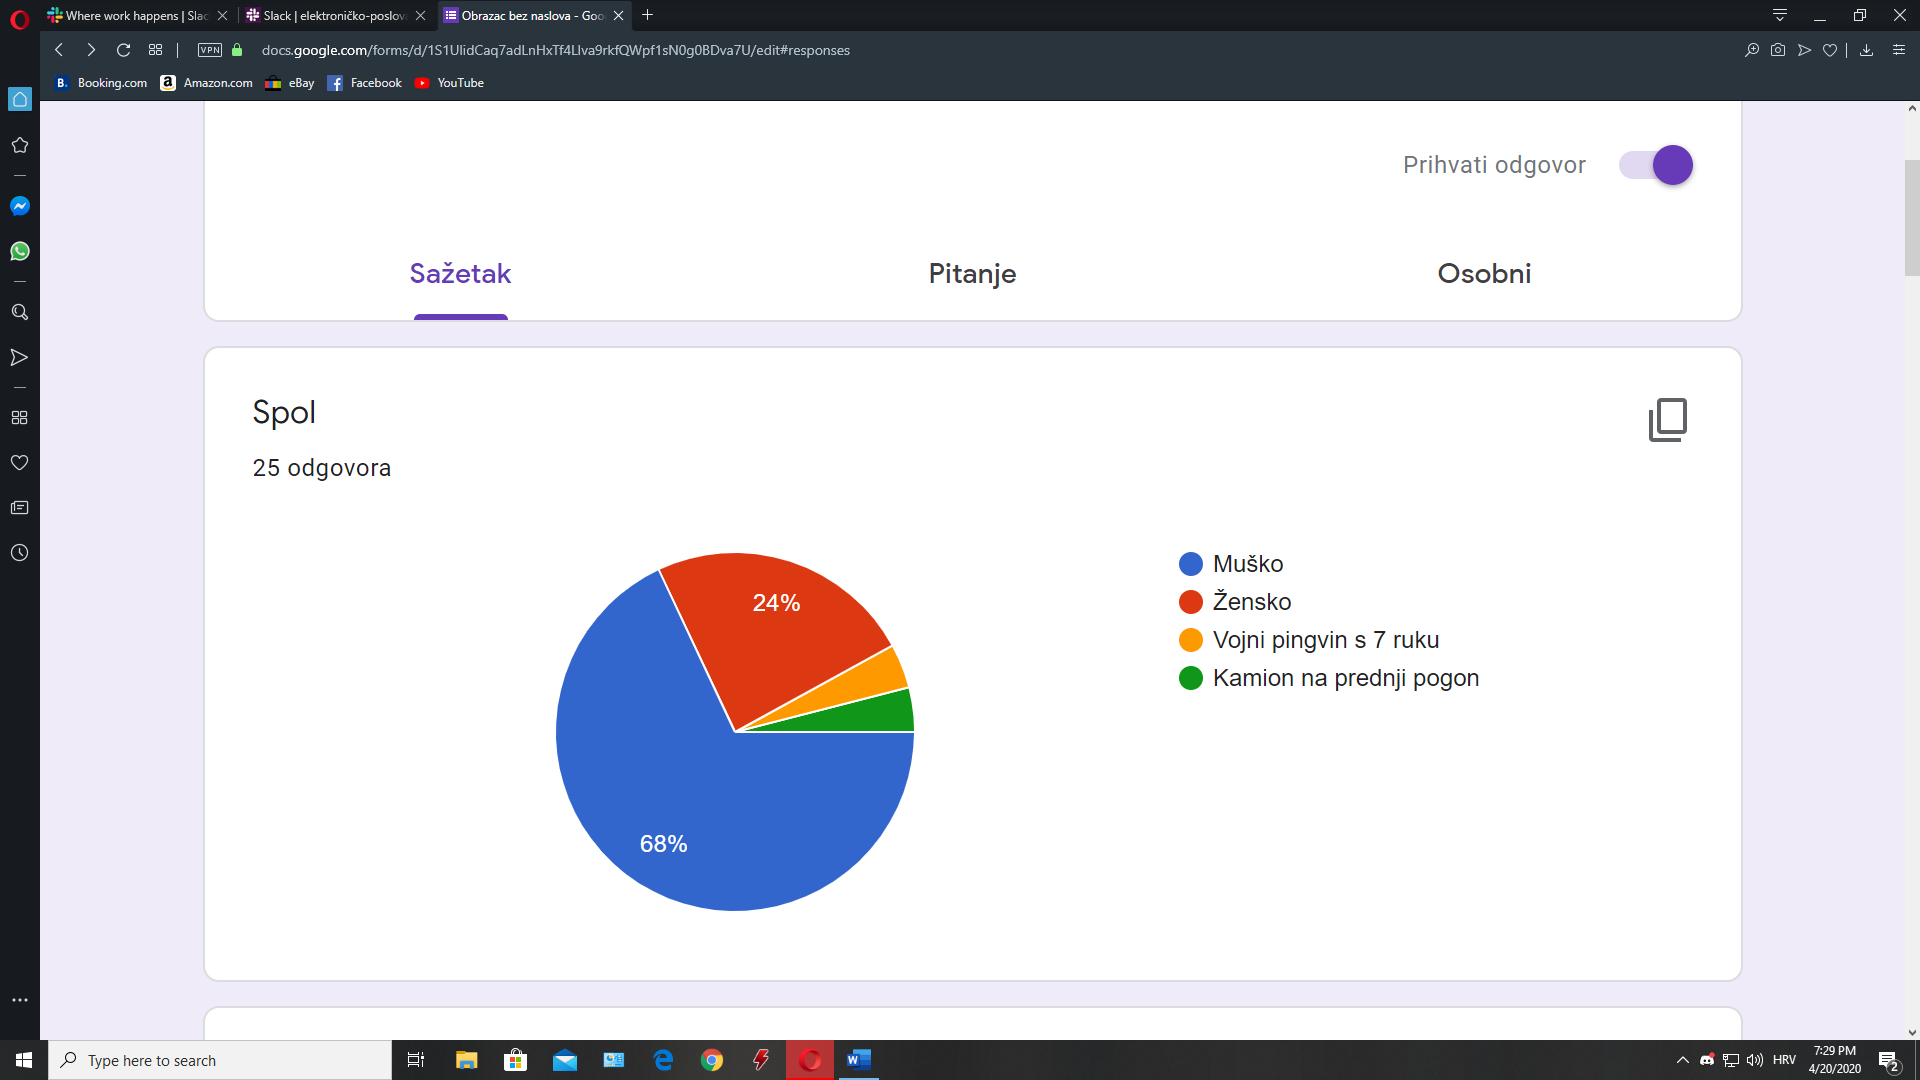 Where work happens | Slac
Slack | elektroničko-poslova
Obrazac bez naslova - Goo
VPN
docs.google.com/forms/d/1S1UlidCaq7adLnHxTf4Llva9rkfQWpf1sN0g0BDva7U/edit#responses
B. Booking.com
a Amazon.com
eBay
Facebook
YouTube
Prihvati odgovor
Sažetak
Pitanje
Osobni
Spol
25 odgovora
24%
68%
Muško
Žensko
Vojni pingvin s 7 ruku
Kamion na prednji pogon
Type here to search
W
HRV
7:29 PM
4/20/2020
2